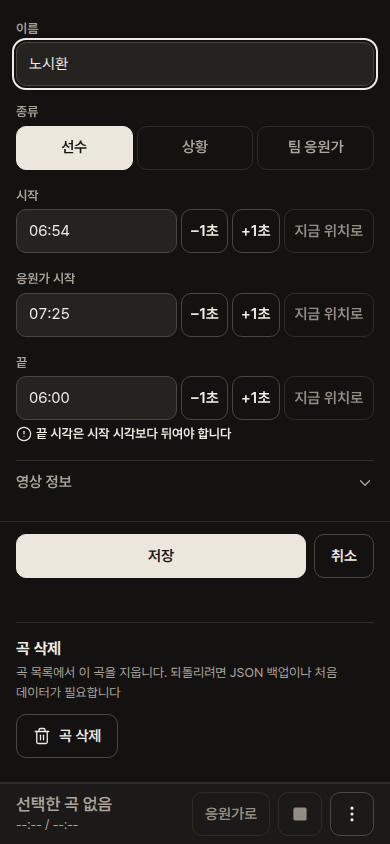 이름
노시환
종류
선수 상황 팀 응원가
시작
06:54 −1초 +1초 지금 위치로
응원가 시작
07:25 −1초 +1초 지금 위치로
끝
06:00 −1초 +1초 지금 위치로
끝 시각은 시작 시각보다 뒤여야 합니다
영상 정보
저장 취소
곡 삭제
곡 목록에서 이 곡을 지웁니다. 되돌리려면 JSON 백업이나 처음
데이터가 필요합니다
곡 삭제
선택한 곡 없음
--:-- / --:--
응원가로